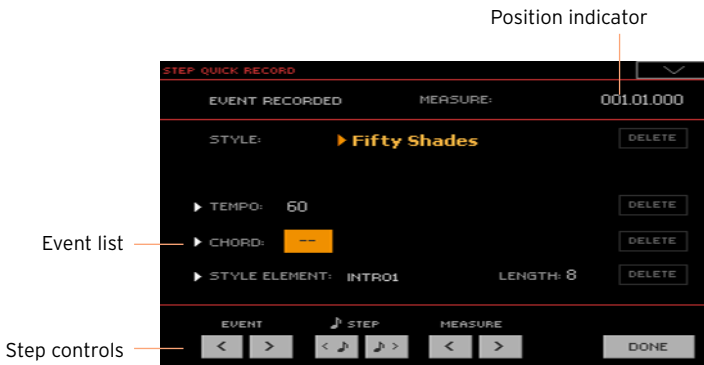 Position indicator
STEP QUICK RECORD
EVENT RECORDED MEASURE: 001.01.000
STYLE: Fifty Shades DELETE
TEMPO: 60 DELETE
Event list CHORD: -- DELETE
STYLE ELEMENT: INTRO1 LENGTH: 8 DELETE
EVENT STEP MEASURE
Step controls < > < > < > DONE